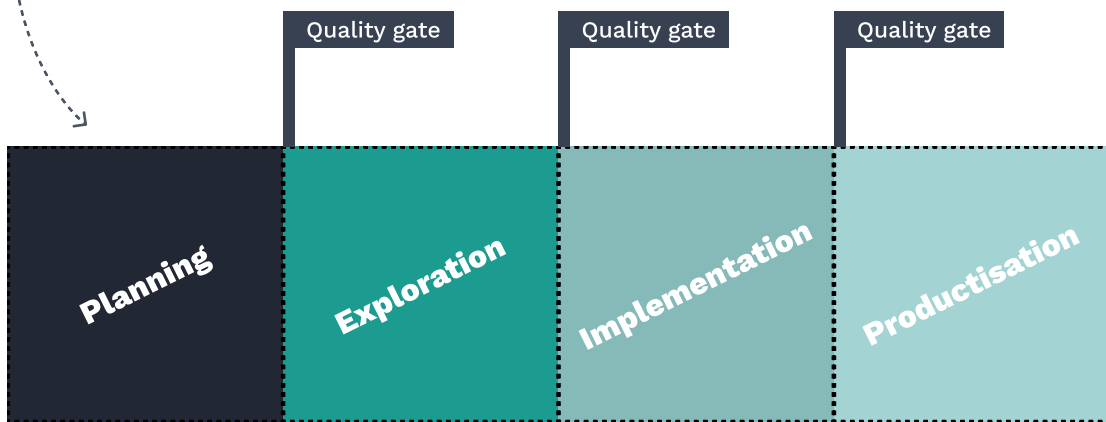 Quality gate
Quality gate
Quality gate
Planning
Exploration
Implementation
Productisation